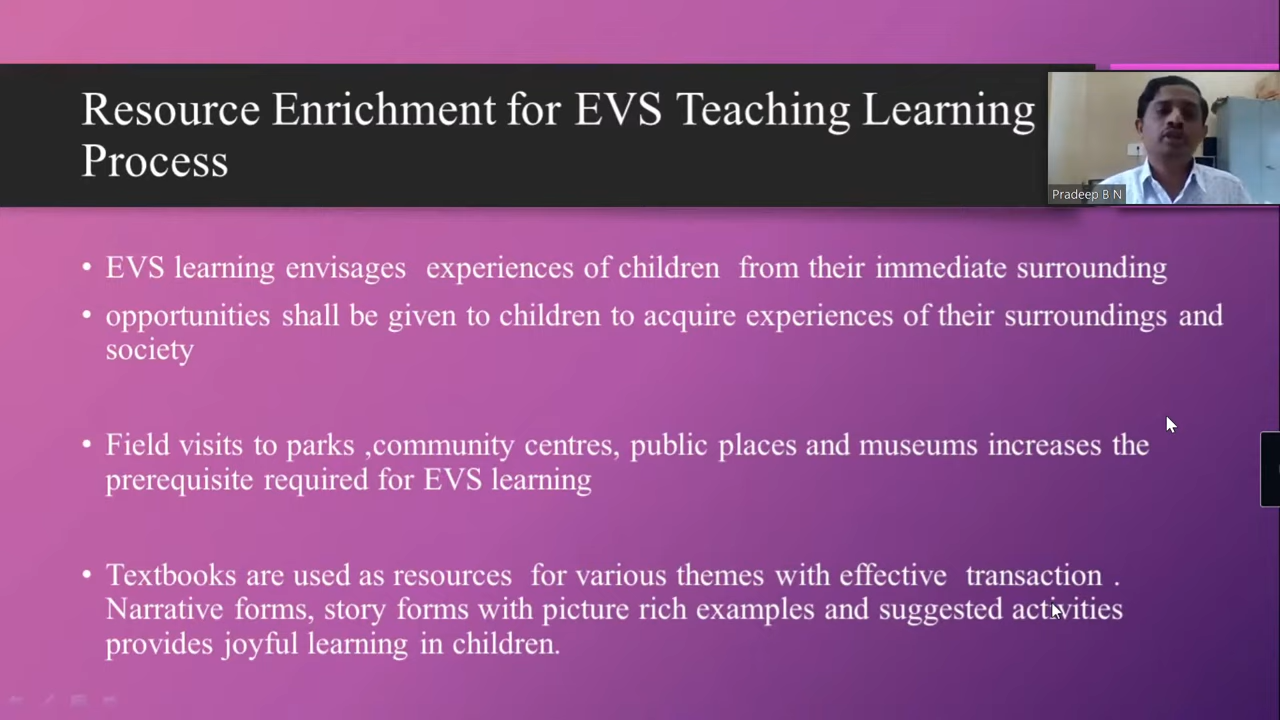 Resource Enrichment for EVS Teaching Learning
Process
Pradeep B N
• EVS learning envisages experiences of children from their immediate surrounding
• opportunities shall be given to children to acquire experiences of their surroundings and
society
• Field visits to parks ,community centres, public places and museums increases the
prerequisite required for EVS learning
• Textbooks are used as resources for various themes with effective transaction .
Narrative forms, story forms with picture rich examples and suggested activities
provides joyful learning in children.